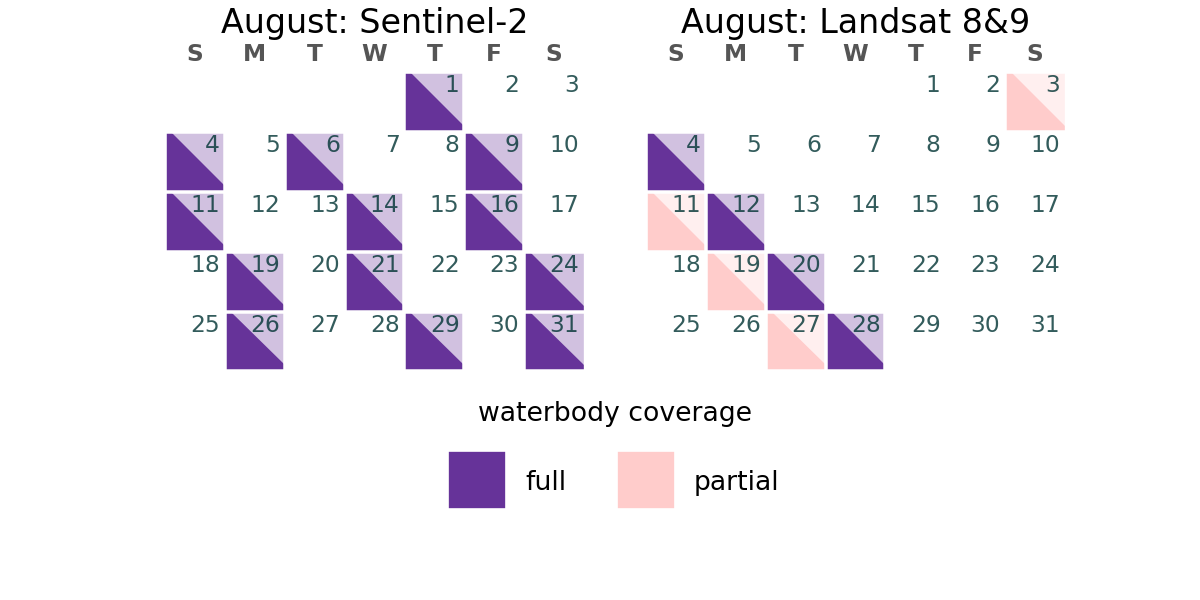 August: Sentinel-2
S M T W T F S
1 2 3
4 5 6 7 8 9 10
11 12 13 14 15 16 17
18 19 20 21 22 23 24
25 26 27 28 29 30 31
August: Landsat 8&9
S M T W T F S
1 2 3
4 5 6 7 8 9 10
11 12 13 14 15 16 17
18 19 20 21 22 23 24
25 26 27 28 29 30 31
waterbody coverage
full partial